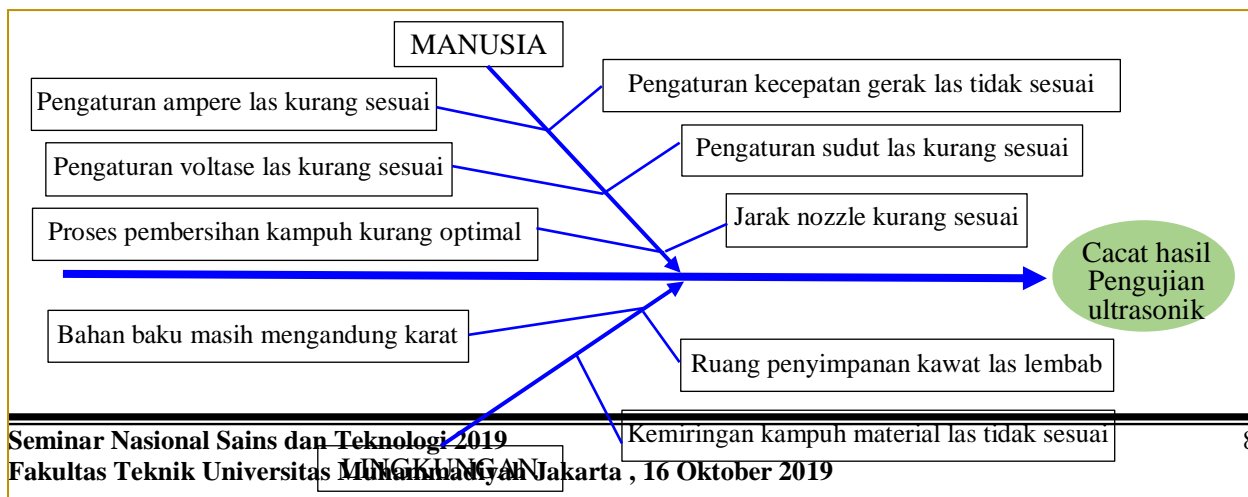 MANUSIA
Pengaturan ampere las kurang sesuai
Pengaturan kecepatan gerak las tidak sesuai
Pengaturan voltase las kurang sesuai
Pengaturan sudut las kurang sesuai
Proses pembersihan kampuh kurang optimal
Jarak nozzle kurang sesuai
Cacat hasil
Pengujian
ultrasonik
Bahan baku masih mengandung karat
Ruang penyimpanan kawat las lembab
Kemiringan kampuh material las tidak sesuai
LINGKUNGAN
Seminar Nasional Sains dan Teknologi 2019
8
Fakultas Teknik Universitas Muhammadiyah Jakarta , 16 Oktober 2019